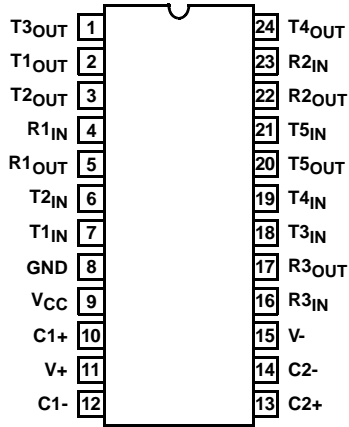 T3OUT 1 24 T4OUT
T1OUT 2 23 R2IN
T2OUT 3 22 R2OUT
R1IN 4 21 T5IN
R1OUT 5 20 T5OUT
T2IN 6 19 T4IN
T1IN 7 18 T3IN
GND 8 17 R3OUT
VCC 9 16 R3IN
C1+ 10 15 V-
V+ 11 14 C2-
C1- 12 13 C2+